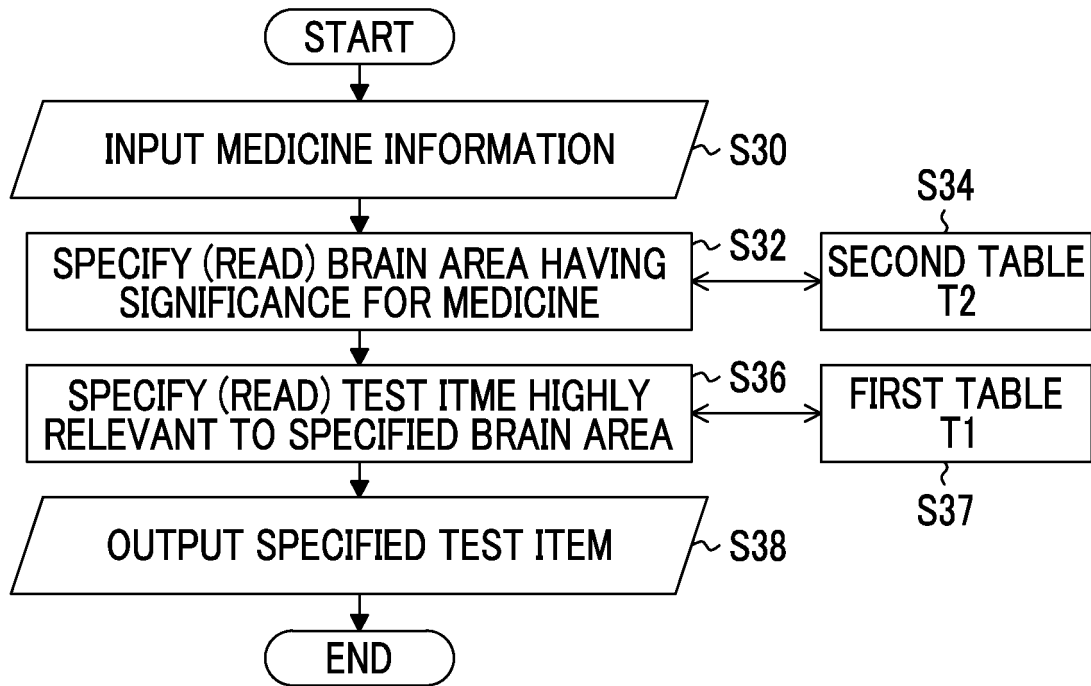 START
INPUT MEDICINE INFORMATION
S30
S34
SPECIFY (READ) BRAIN AREA HAVING
SIGNIFICANCE FOR MEDICINE
S32
SECOND TABLE
T2
SPECIFY (READ) TEST ITME HIGHLY
RELEVANT TO SPECIFIED BRAIN AREA
S36
FIRST TABLE
T1
S37
OUTPUT SPECIFIED TEST ITEM
S38
END